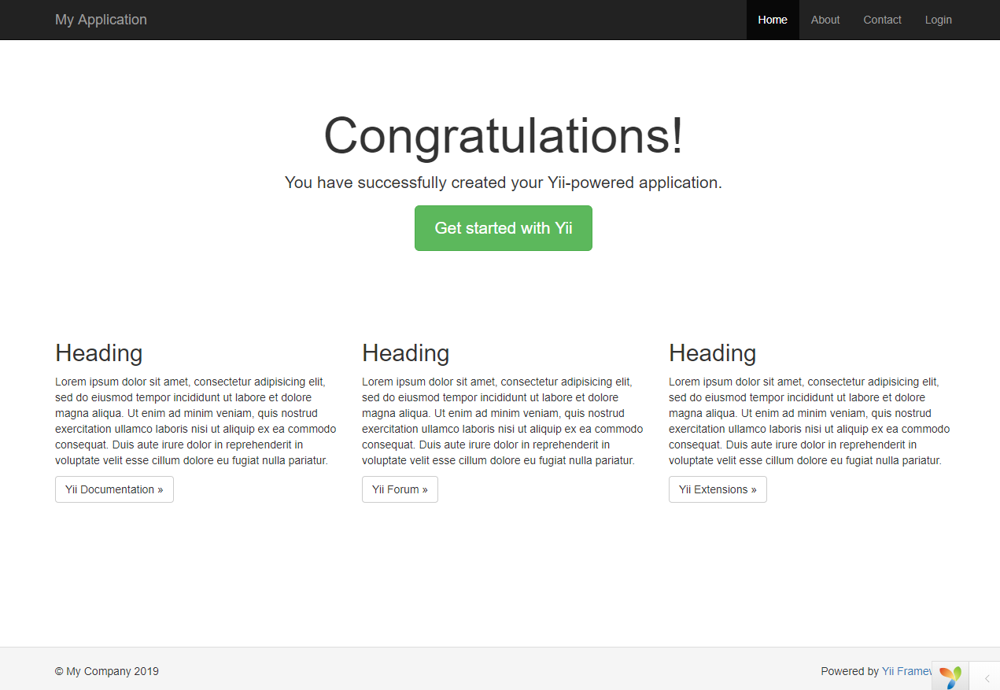 My Application
Home
About
Contact
Login
Congratulations!
You have successfully created your Yii-powered application.
Get started with Yii
Heading
Lorem ipsum dolor sit amet, consectetur adipisicing elit,
sed do eiusmod tempor incididunt ut labore et dolore
magna aliqua. Ut enim ad minim veniam, quis nostrud
exercitation ullamco laboris nisi ut aliquip ex ea commodo
consequat. Duis aute irure dolor in reprehenderit in
voluptate velit esse cillum dolore eu fugiat nulla pariatur.
Yii Documentation »
Heading
Lorem ipsum dolor sit amet, consectetur adipisicing elit,
sed do eiusmod tempor incididunt ut labore et dolore
magna aliqua. Ut enim ad minim veniam, quis nostrud
exercitation ullamco laboris nisi ut aliquip ex ea commodo
consequat. Duis aute irure dolor in reprehenderit in
voluptate velit esse cillum dolore eu fugiat nulla pariatur.
Yii Forum »
Heading
Lorem ipsum dolor sit amet, consectetur adipisicing elit,
sed do eiusmod tempor incididunt ut labore et dolore
magna aliqua. Ut enim ad minim veniam, quis nostrud
exercitation ullamco laboris nisi ut aliquip ex ea commodo
consequat. Duis aute irure dolor in reprehenderit in
voluptate velit esse cillum dolore eu fugiat nulla pariatur.
Yii Extensions »
© My Company 2019
Powered by Yii